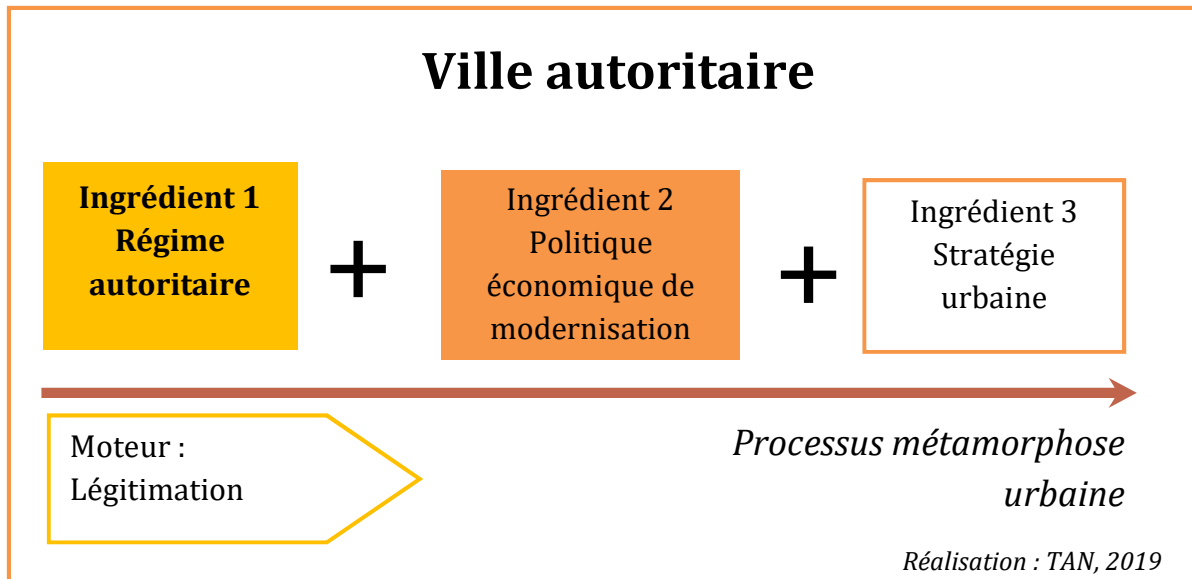 Ville autoritaire
Ingrédient 1
Régime
autoritaire
+
Ingrédient 2
Politique
économique de
modernisation
+
Ingrédient 3
Stratégie
urbaine
Moteur :
Légitimation
Processus métamorphose
urbaine
Réalisation : TAN, 2019